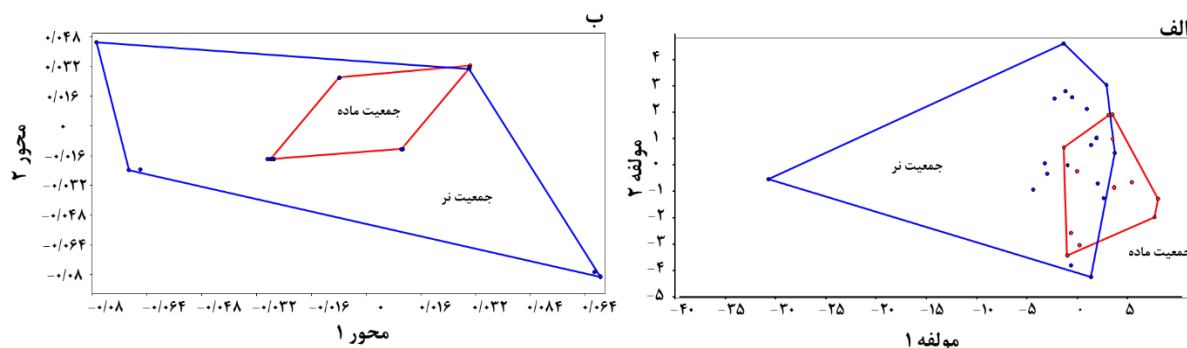 ب
۰/۰۴۸
۰/۰۳۲
۰/۰۱۶
۰
−۰/۰۱۶
−۰/۰۳۲
−۰/۰۴۸
−۰/۰۶۴
−۰/۰۸
محور ۲
جمعیت ماده
جمعیت نر
−۰/۰۸ −۰/۰۶۴ −۰/۰۴۸ −۰/۰۳۲ −۰/۰۱۶ ۰ ۰/۰۱۶ ۰/۰۳۲ ۰/۰۸۴ ۰/۰۶۴
محور ۱
الف
۴
۳
۲
۱
۰
−۱
−۲
−۳
−۴
−۵
مولفه ۲
جمعیت نر
جمعیت ماده
−۴۰ −۳۵ −۳۰ −۲۵ −۲۰ −۱۵ −۱۰ −۵ ۰ ۵
مولفه ۱